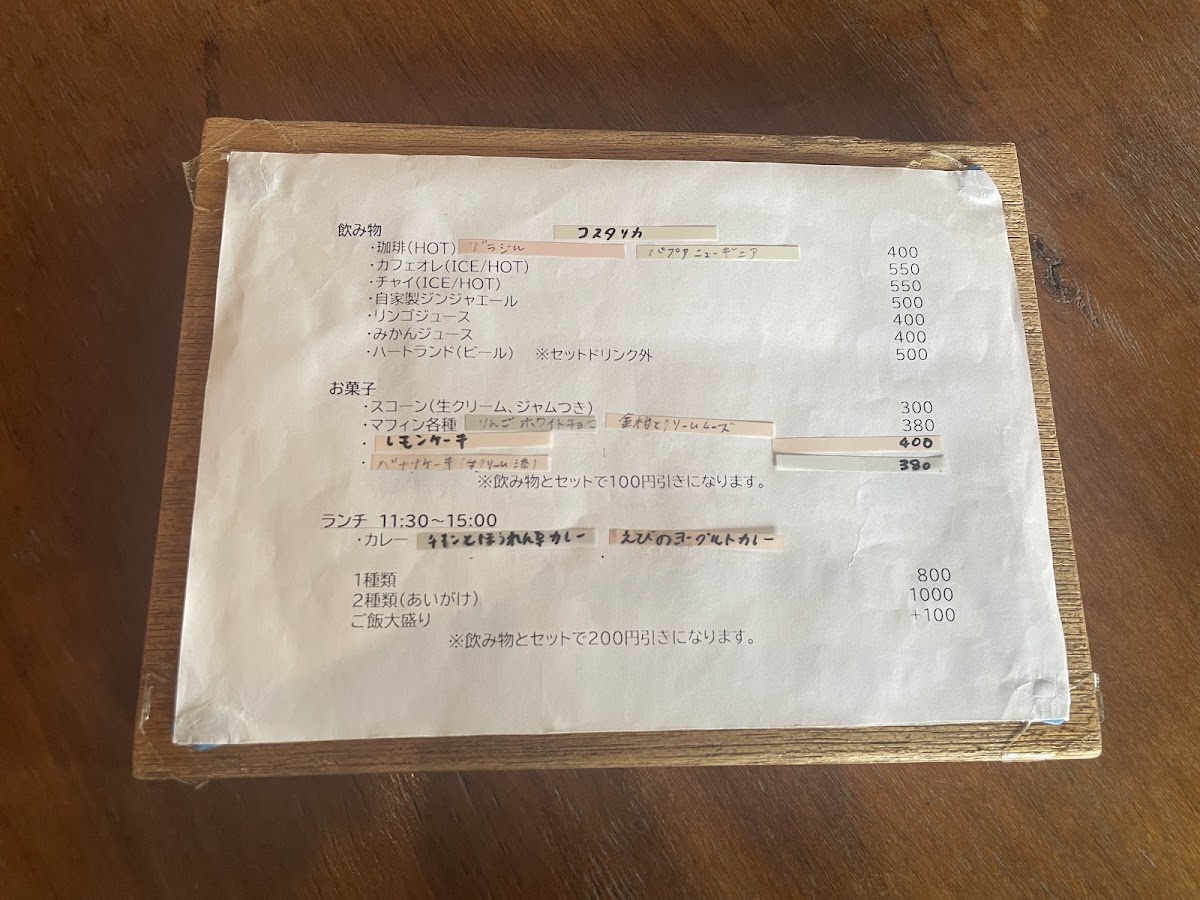 飲み物 コスタリカ
・珈琲(HOT) ブラジル パプアニューギニア 400
・カフェオレ(ICE/HOT) 550
・チャイ(ICE/HOT) 550
・自家製ジンジャエール 500
・リンゴジュース 400
・みかんジュース 400
・ハートランド(ビール) ※セットドリンク外 500
お菓子
・スコーン(生クリーム、ジャムつき) 300
・マフィン各種 りんごホワイトチョコ 金柑とクリームチーズ 380
・レモンケーキ 400
・バナナケーキ(生クリーム添) 380
※飲み物とセットで100円引きになります。
ランチ 11:30〜15:00
・カレー チキンとほうれん草カレー えびのヨーグルトカレー
1種類 800
2種類(あいがけ) 1000
ご飯大盛り +100
※飲み物とセットで200円引きになります。